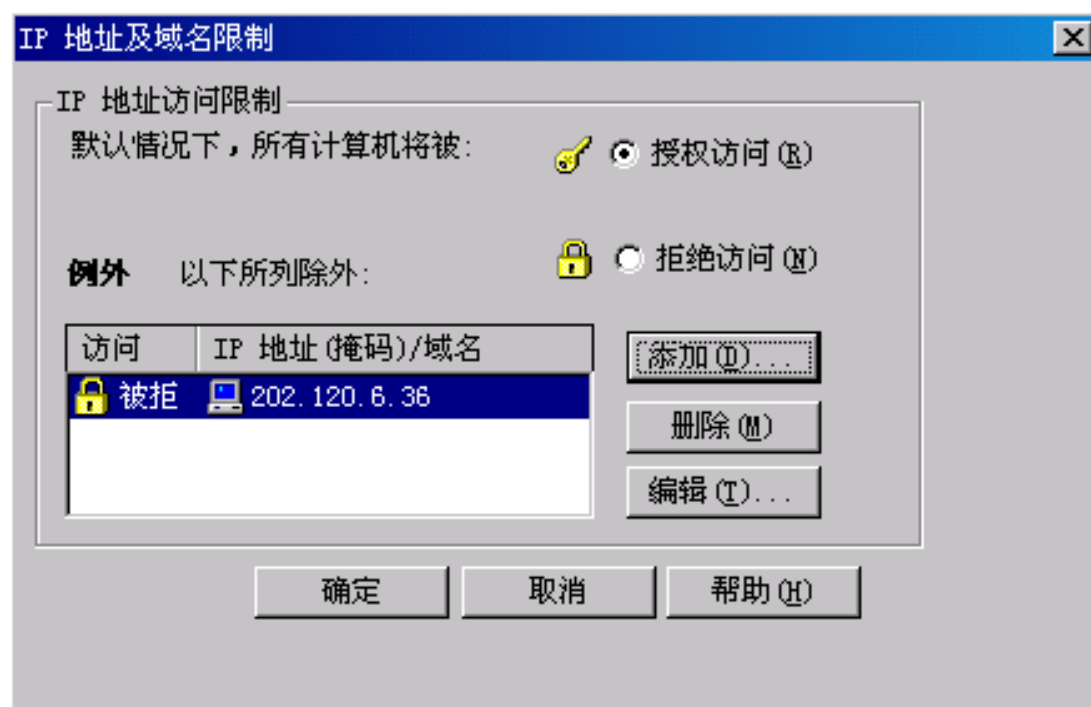 IP 地址及域名限制
IP 地址访问限制
默认情况下，所有计算机将被:
授权访问(R)
拒绝访问(N)
例外 以下所列除外:
访问 IP 地址(掩码)/域名
被拒 202.120.6.36
添加(D)...
删除(M)
编辑(T)...
确定 取消 帮助(H)